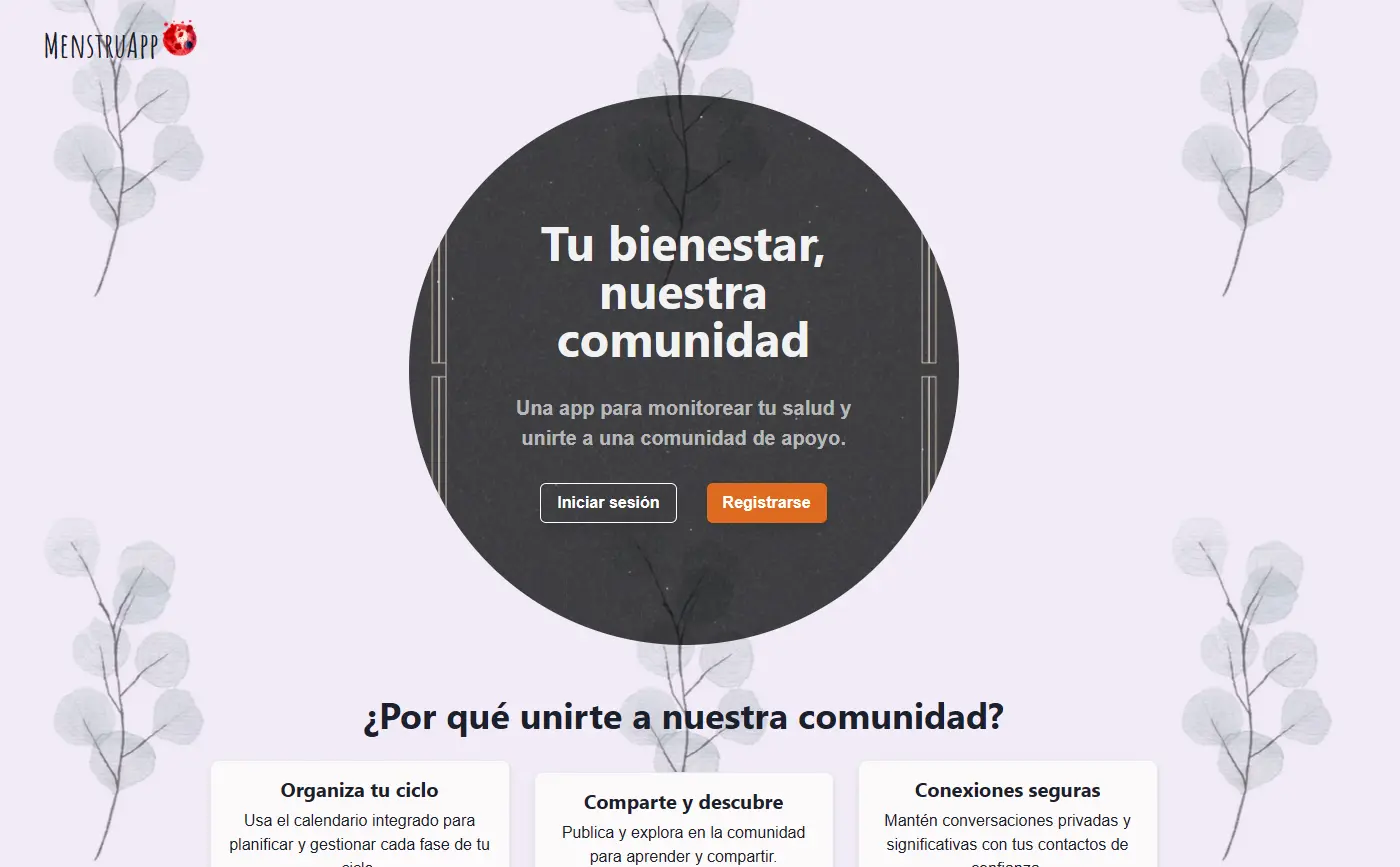 MenstruApp
Tu bienestar,
nuestra
comunidad
Una app para monitorear tu salud y
unirte a una comunidad de apoyo.
Iniciar sesión
Registrarse
¿Por qué unirte a nuestra comunidad?
Organiza tu ciclo
Usa el calendario integrado para
planificar y gestionar cada fase de tu
Comparte y descubre
Publica y explora en la comunidad
para aprender y compartir.
Conexiones seguras
Mantén conversaciones privadas y
significativas con tus contactos de